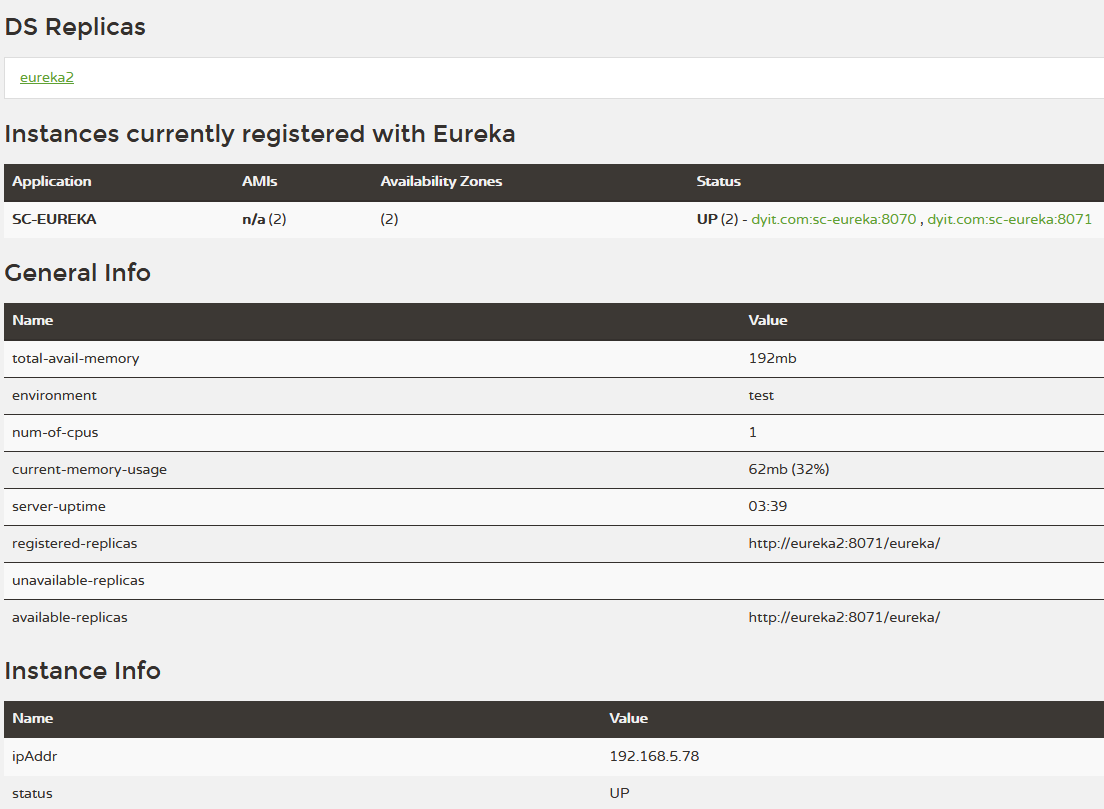 DS Replicas
eureka2
Instances currently registered with Eureka
Application AMIs Availability Zones Status
SC-EUREKA n/a (2) (2) UP (2) - dyit.com:sc-eureka:8070 , dyit.com:sc-eureka:8071
General Info
Name Value
total-avail-memory 192mb
environment test
num-of-cpus 1
current-memory-usage 62mb (32%)
server-uptime 03:39
registered-replicas http://eureka2:8071/eureka/
unavailable-replicas
available-replicas http://eureka2:8071/eureka/
Instance Info
Name Value
ipAddr 192.168.5.78
status UP